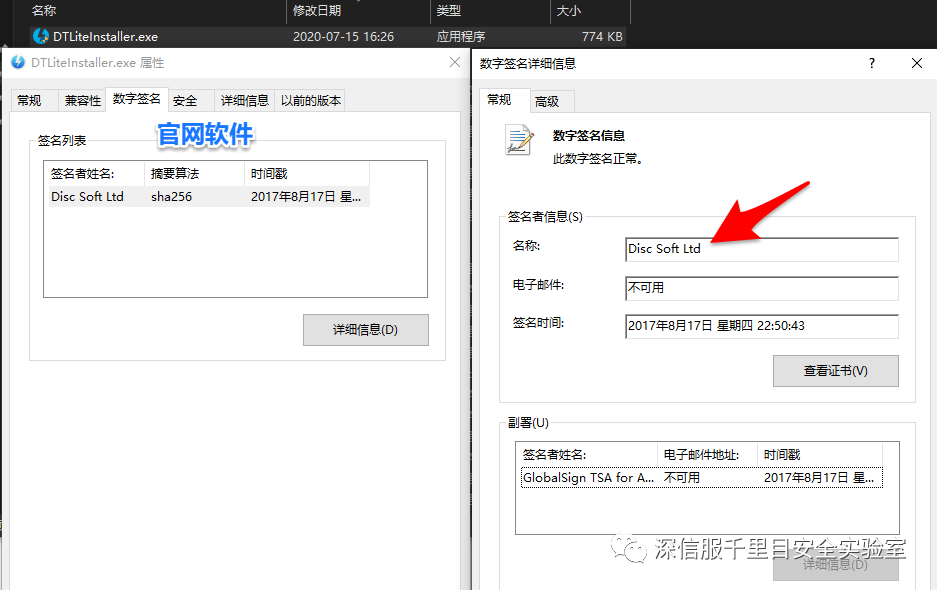 名称 修改日期 类型 大小
DTLiteInstaller.exe 2020-07-15 16:26 应用程序 774 KB
DTLiteInstaller.exe 属性
常规 兼容性 数字签名 安全 详细信息 以前的版本
官网软件
签名列表
签名者姓名: 摘要算法 时间戳
Disc Soft Ltd sha256 2017年8月17日 星...
详细信息(D)
数字签名详细信息 ?
常规 高级
数字签名信息
此数字签名正常。
签名者信息(S)
名称: Disc Soft Ltd
电子邮件: 不可用
签名时间: 2017年8月17日 星期四 22:50:43
查看证书(V)
副署(U)
签名者姓名: 电子邮件地址: 时间戳
GlobalSign TSA for A... 不可用 2017年8月17日 星...
深信服千里目安全实验室
详细信息(D)